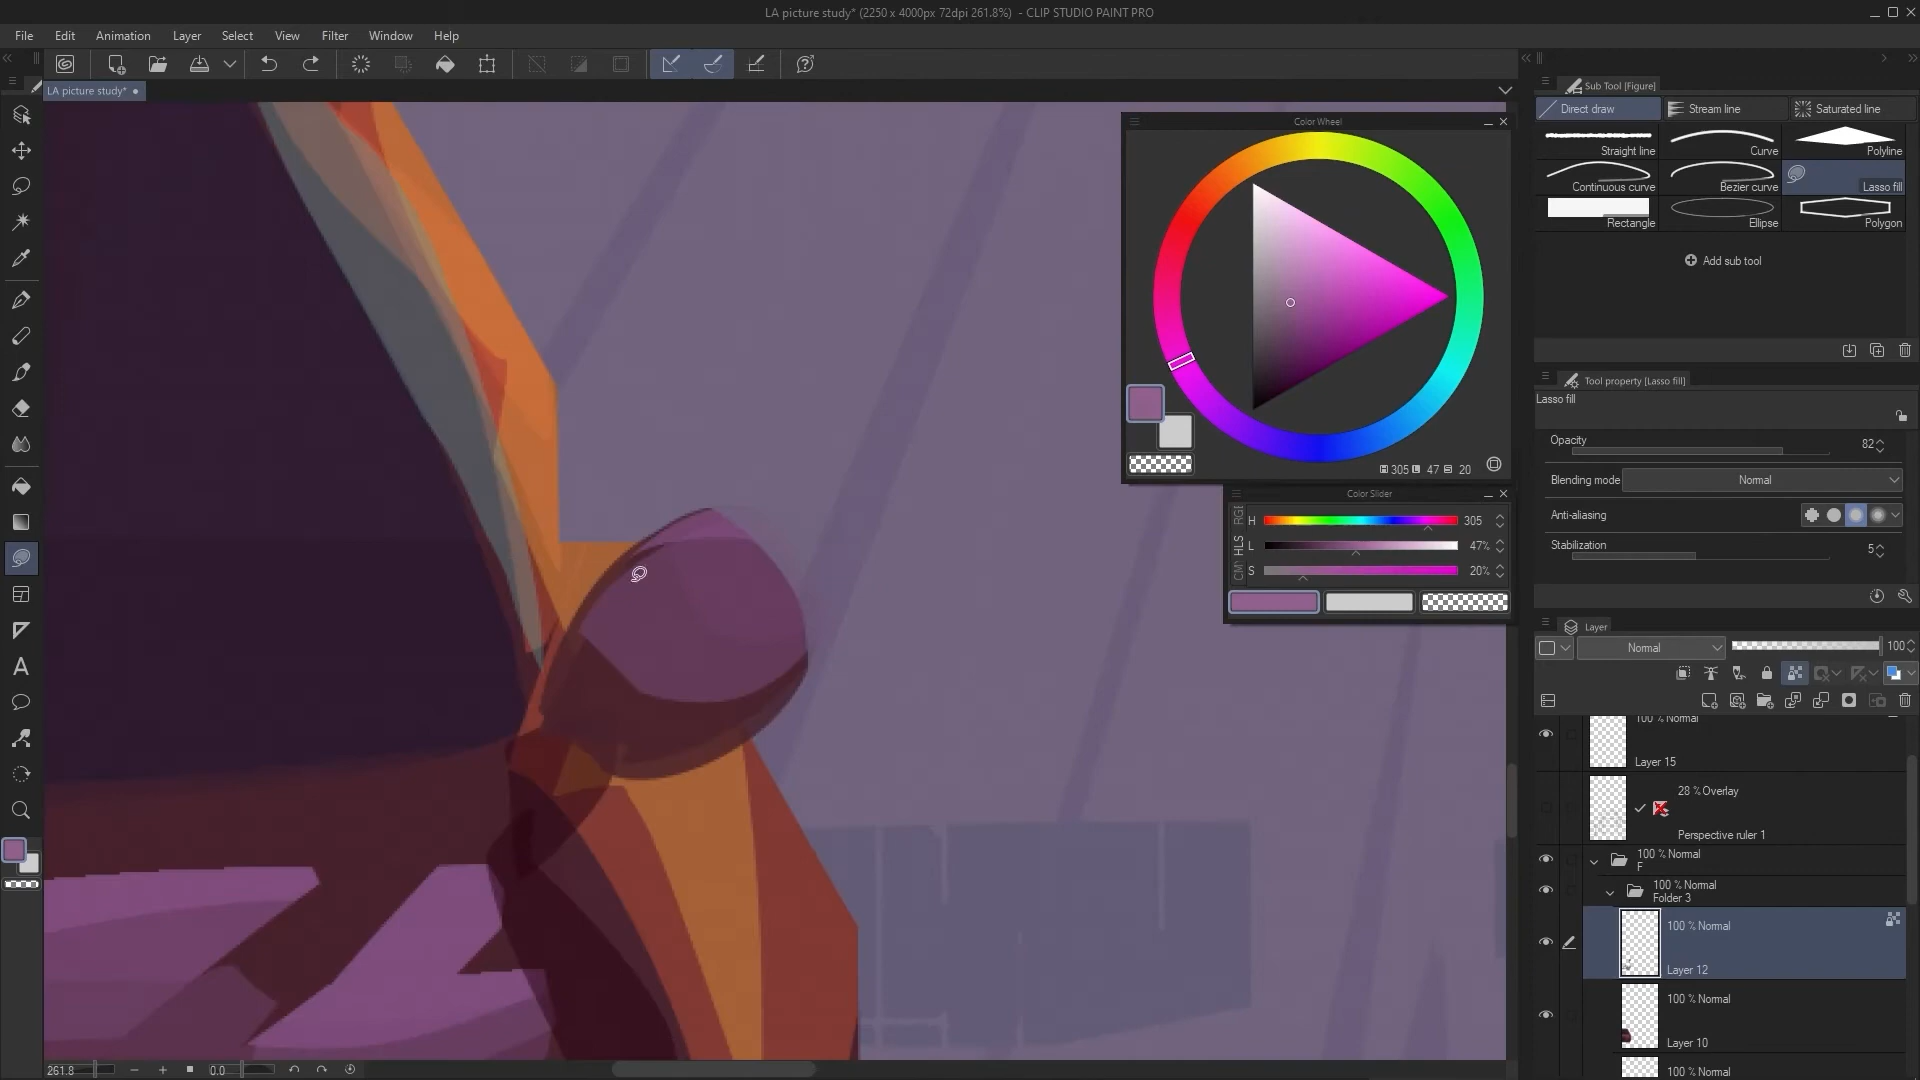 LA picture study* (2250 x 4000px 72dpi 261.8%) - CLIP STUDIO PAINT PRO
File Edit Animation Layer Select View Filter Window Help
LA picture study*
Color Wheel
305 47 20
Color Slider
RGB
HLS
H 305
L 47%
S 20%
Sub Tool [Figure]
Direct draw Stream line Saturated line
Straight line Curve Polyline
Continuous curve Bezier curve Lasso fill
Rectangle Ellipse Polygon
Add sub tool
Tool property [Lasso fill]
Lasso fill
Opacity 82
Blending mode Normal
Anti-aliasing
Stabilization 5
Layer
Normal 100
100 % Normal
Layer 15
28 % Overlay
Perspective ruler 1
100 % Normal
F
100 % Normal
Folder 3
100 % Normal
Layer 12
100 % Normal
Layer 10
100 % Normal
A
261.8 0.0